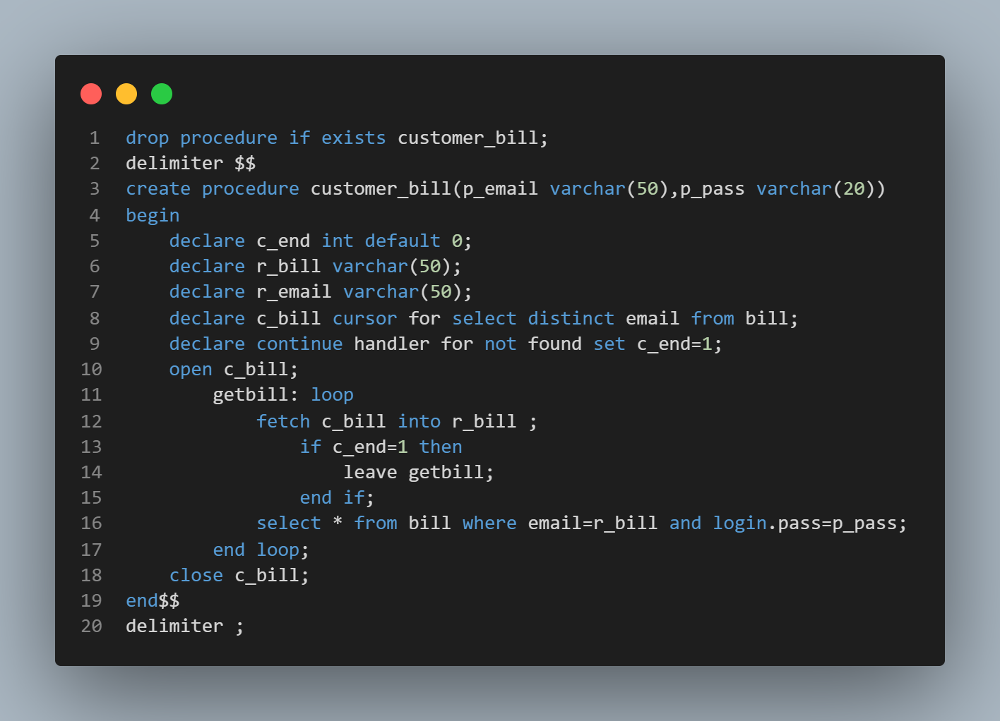 1 drop procedure if exists customer_bill;
2 delimiter $$
3 create procedure customer_bill(p_email varchar(50),p_pass varchar(20))
4 begin
5     declare c_end int default 0;
6     declare r_bill varchar(50);
7     declare r_email varchar(50);
8     declare c_bill cursor for select distinct email from bill;
9     declare continue handler for not found set c_end=1;
10     open c_bill;
11         getbill: loop
12             fetch c_bill into r_bill ;
13                 if c_end=1 then
14                     leave getbill;
15                 end if;
16             select * from bill where email=r_bill and login.pass=p_pass;
17         end loop;
18     close c_bill;
19 end$$
20 delimiter ;